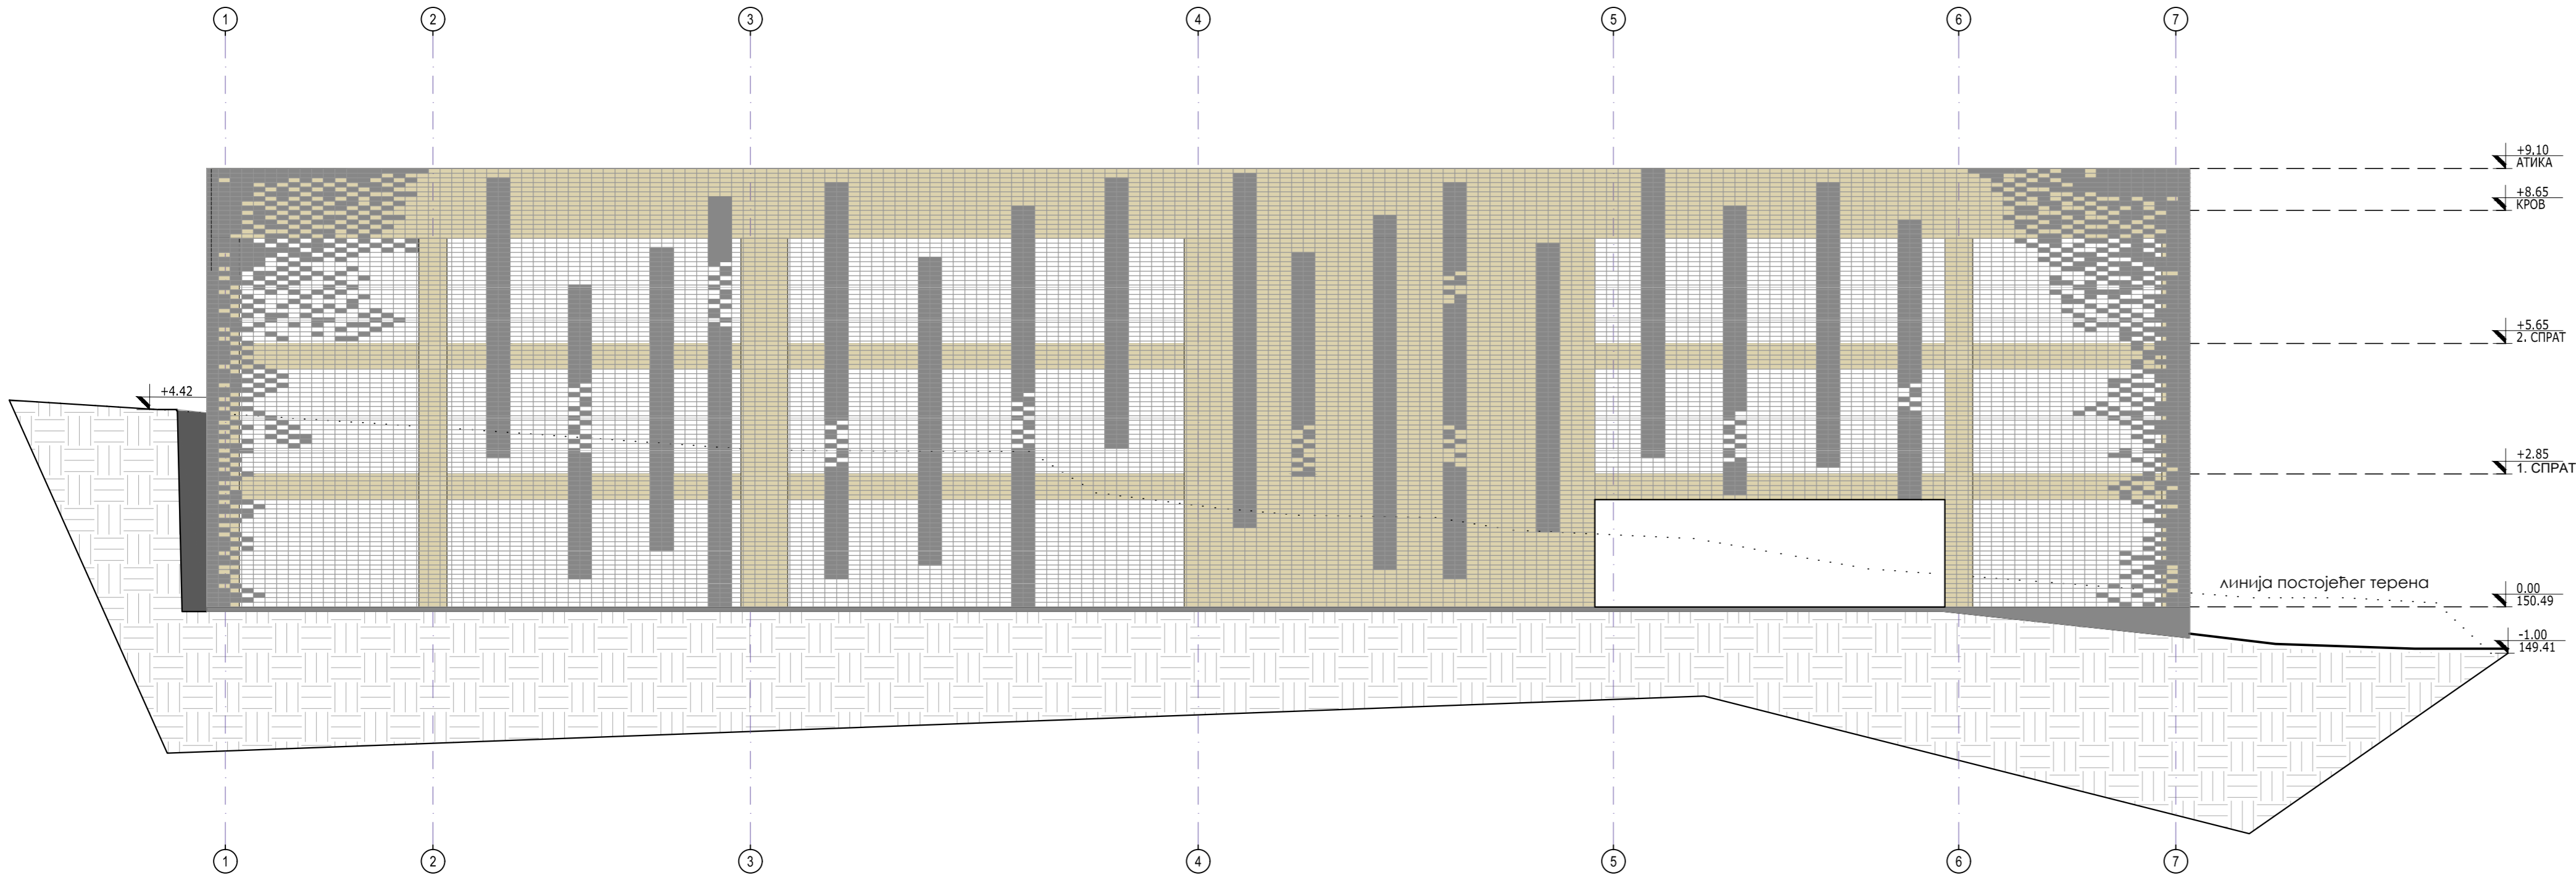 1 2 3 4 5 6 7
+9,10
АТИКА
+8.65
КРОВ
+5.65
2. СПРАТ
+4.42
+2.85
1. СПРАТ
линија постојећег терена
0.00
150.49
-1.00
149.41
1 2 3 4 5 6 7